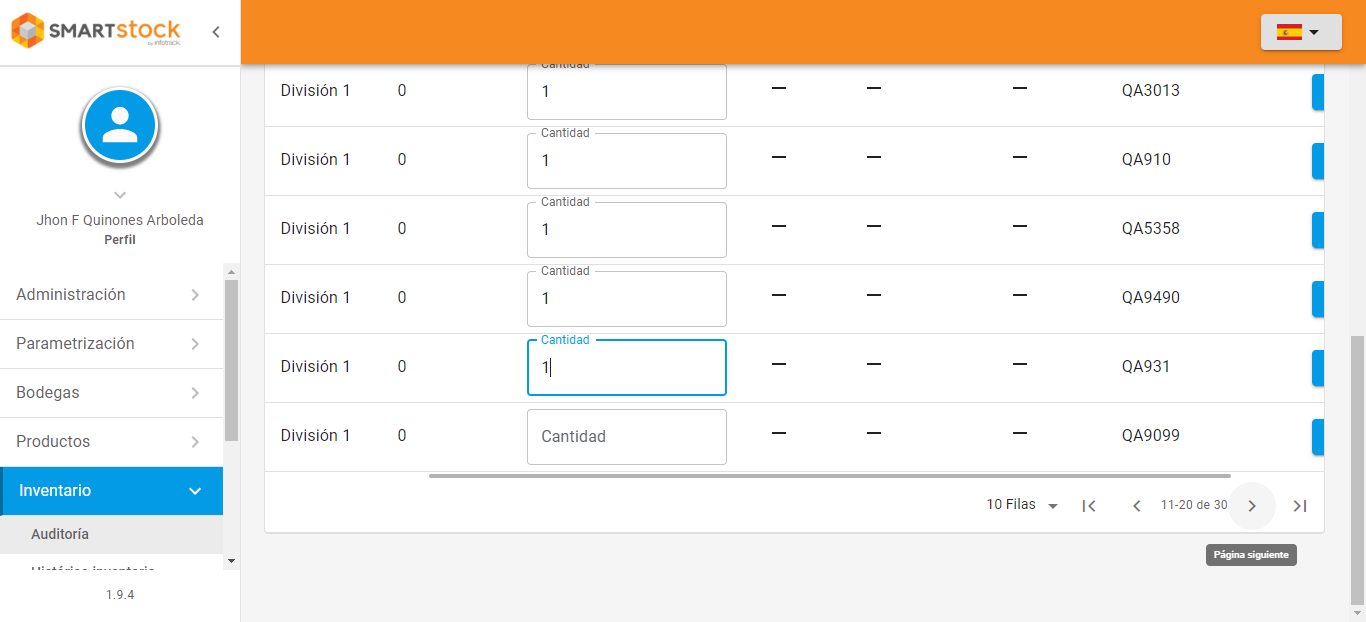 SMARTstock
by infotrack.
Jhon F Quinones Arboleda
Perfil
Administración
Parametrización
Bodegas
Productos
Inventario
Auditoría
Histórico inventario
1.9.4
Cantidad
División 1 0 1 — — — QA3013
Cantidad
División 1 0 1 — — — QA910
Cantidad
División 1 0 1 — — — QA5358
Cantidad
División 1 0 1 — — — QA9490
Cantidad
División 1 0 1 — — — QA931
División 1 0 Cantidad — — — QA9099
10 Filas 11-20 de 30
Página siguiente